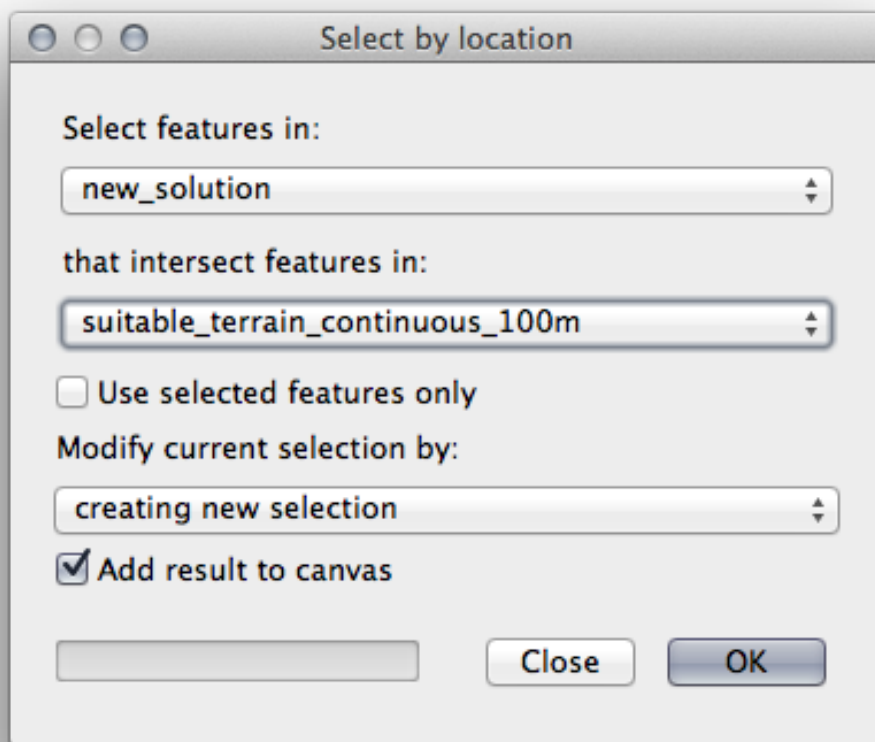 Select by location
Select features in:
new_solution
that intersect features in:
suitable_terrain_continuous_100m
Use selected features only
Modify current selection by:
creating new selection
Add result to canvas
Close OK